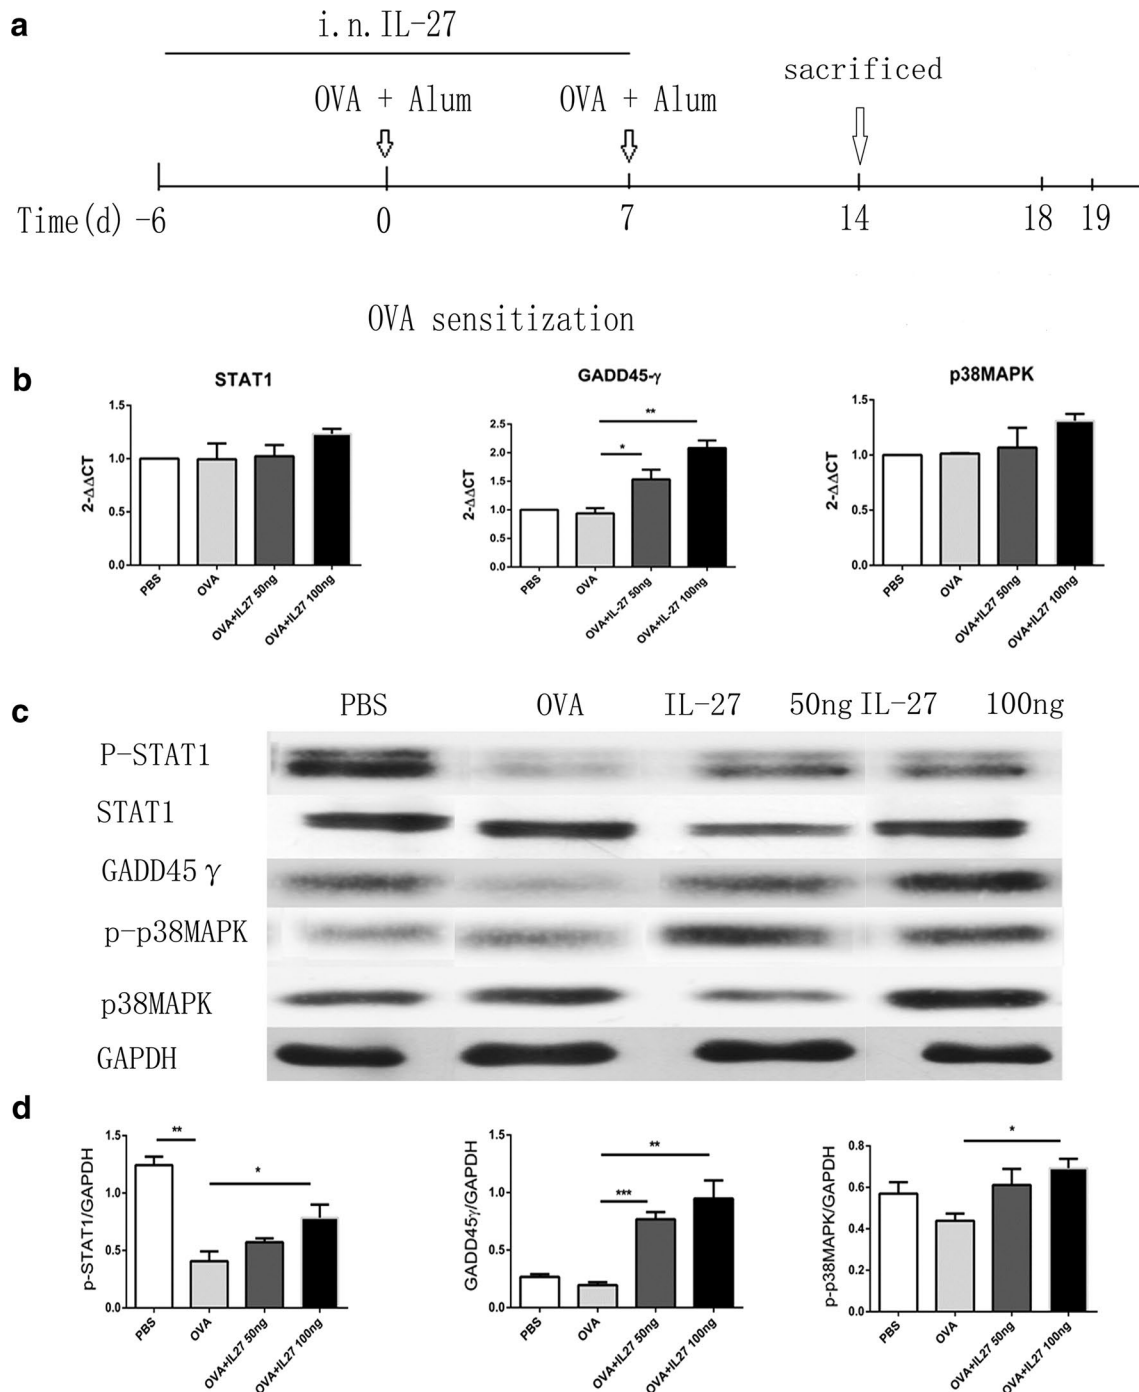 a
i.n.IL-27
OVA + Alum OVA + Alum sacrificed
Time(d) -6 0 7 14 18 19
OVA sensitization
b
STAT1
2-ΔΔCT
1.5
1.0
0.5
0.0
PBS
OVA
OVA+IL27 50ng
OVA+IL27 100ng
GADD45-γ
2-ΔΔCT
2.5
2.0
1.5
1.0
0.5
0.0
*
**
PBS
OVA
OVA+IL-27 50ng
OVA+IL-27 100ng
p38MAPK
2-ΔΔCT
1.5
1.0
0.5
0.0
PBS
OVA
OVA+IL27 50ng
OVA+IL27 100ng
c
PBS OVA IL-27 50ng IL-27 100ng
P-STAT1
STAT1
GADD45 γ
p-p38MAPK
p38MAPK
GAPDH
d
p-STAT1/GAPDH
1.5
1.0
0.5
0.0
**
*
PBS
OVA
OVA+IL27 50ng
OVA+IL27 100ng
GADD45γ/GAPDH
1.5
1.0
0.5
0.0
**
***
PBS
OVA
OVA+IL27 50ng
OVA+IL27 100ng
p-p38MAPK/GAPDH
0.8
0.6
0.4
0.2
0.0
*
PBS
OVA
OVA+IL27 50ng
OVA+IL27 100ng